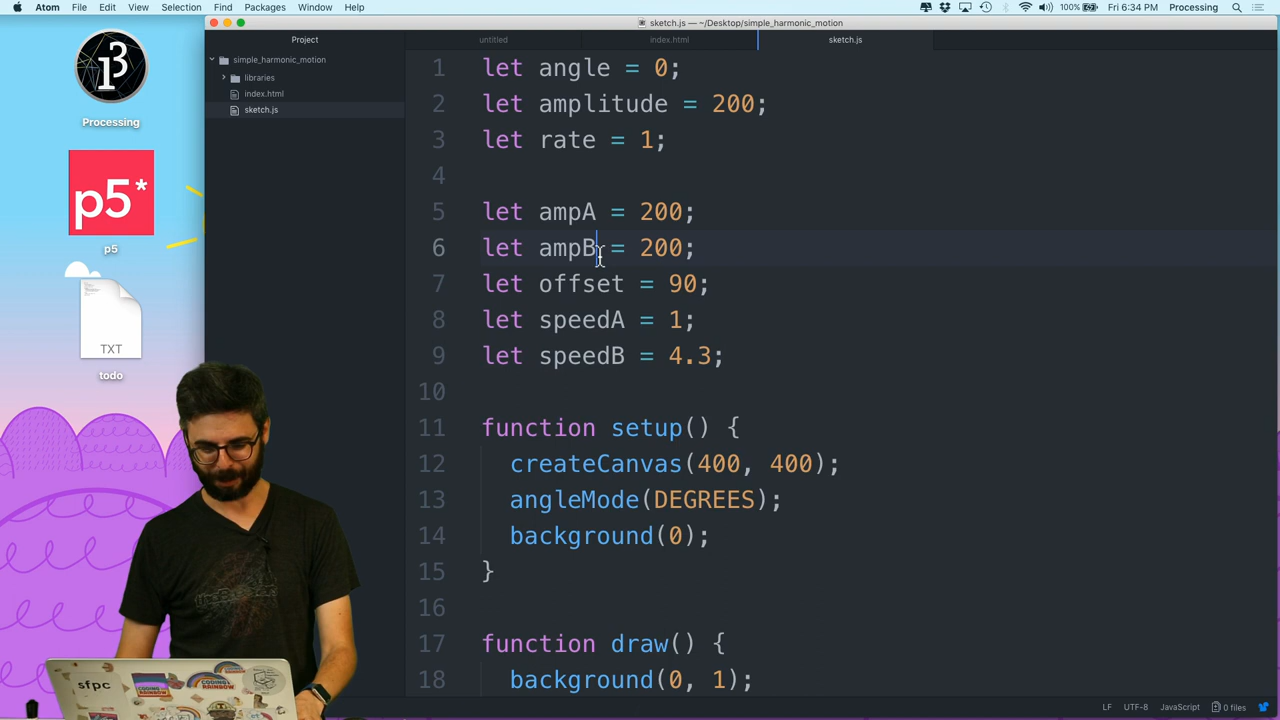 Atom File Edit View Selection Find Packages Window Help
100% Fri 6:34 PM Processing
sketch.js — ~/Desktop/simple_harmonic_motion
Project
untitled
index.html
sketch.js
simple_harmonic_motion
libraries
index.html
sketch.js
Processing
p5*
p5
TXT
todo
1 let angle = 0;
2 let amplitude = 200;
3 let rate = 1;
4
5 let ampA = 200;
6 let ampB = 200;
7 let offset = 90;
8 let speedA = 1;
9 let speedB = 4.3;
10
11 function setup() {
12 createCanvas(400, 400);
13 angleMode(DEGREES);
14 background(0);
15 }
16
17 function draw() {
18 background(0, 1);
sfpc
CODING
RAINBOW
LF UTF-8 JavaScript 0 files